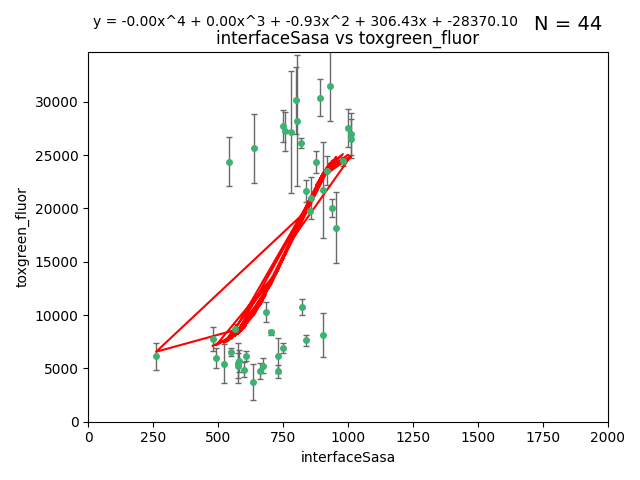 y = -0.00x^4 + 0.00x^3 + -0.93x^2 + 306.43x + -28370.10
N = 44
interfaceSasa vs toxgreen_fluor
30000
25000
20000
15000
10000
5000
0
toxgreen_fluor
0 250 500 750 1000 1250 1500 1750 2000
interfaceSasa